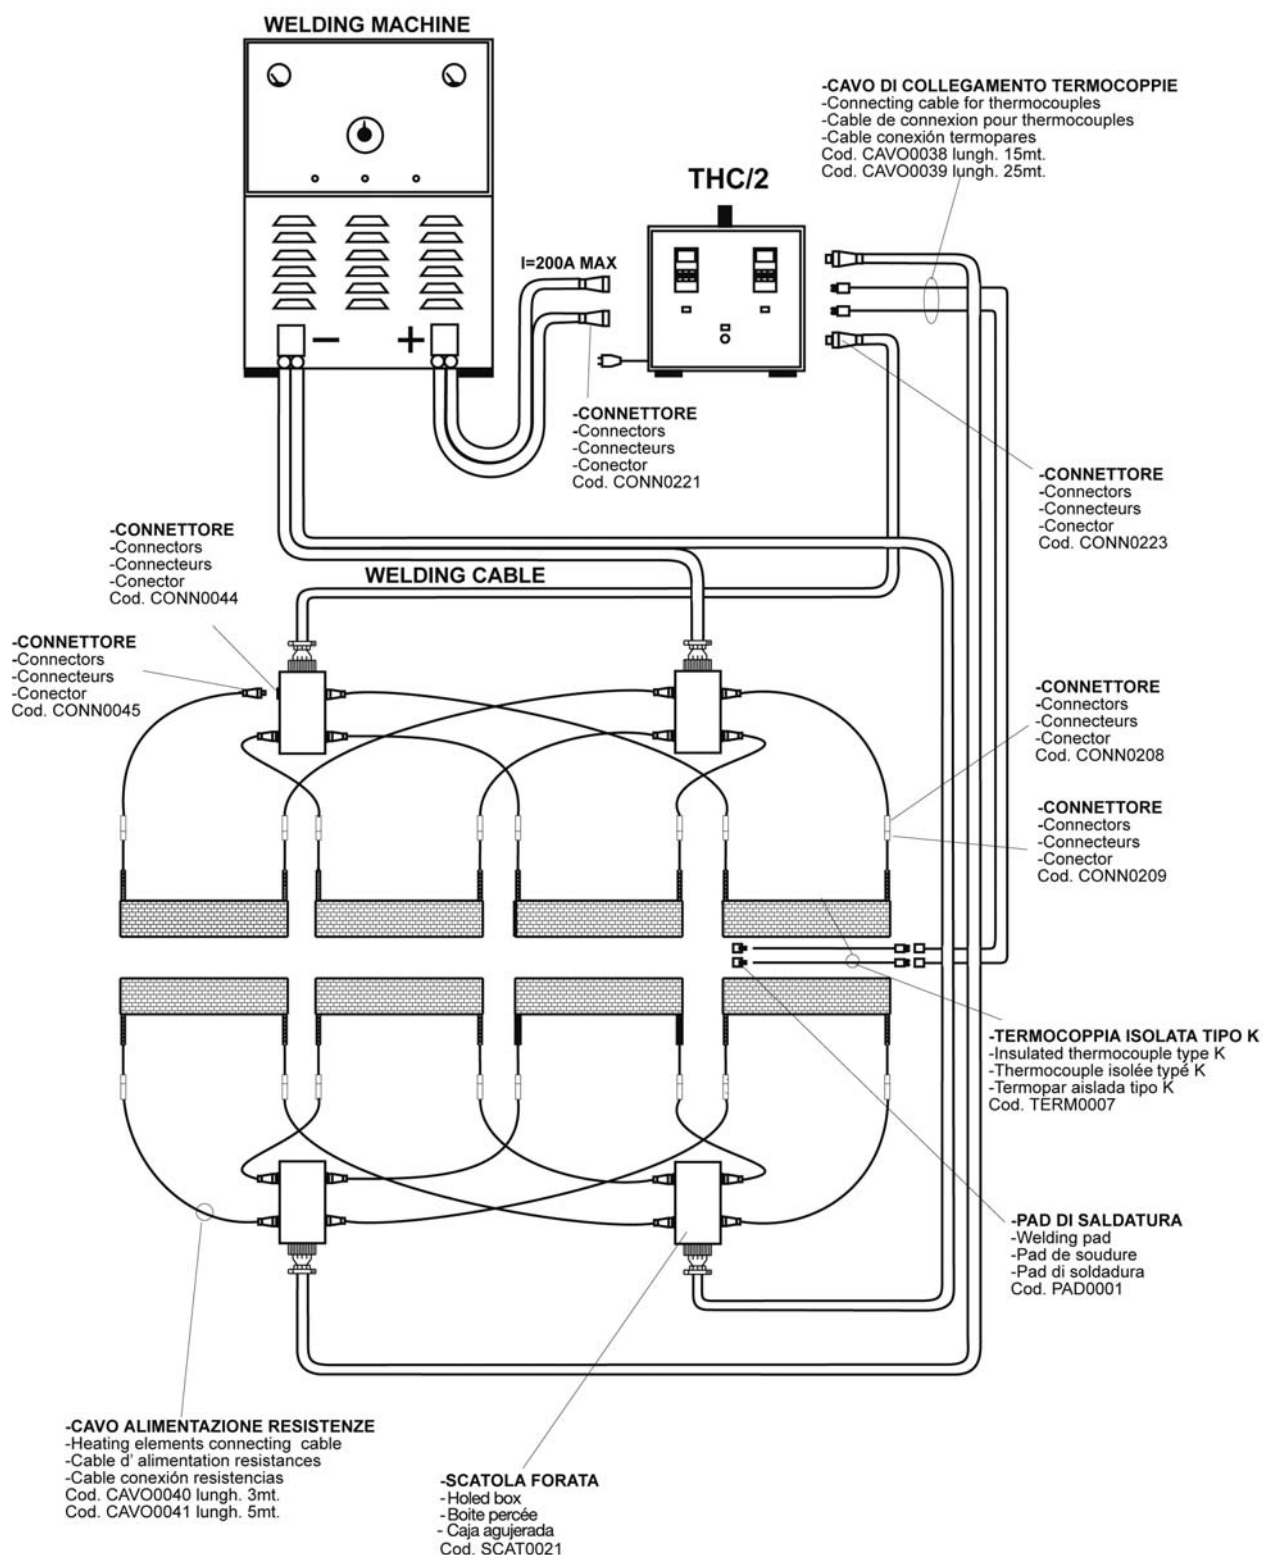 WELDING MACHINE
-CAVO DI COLLEGAMENTO TERMOCOPPIE
-Connecting cable for thermocouples
-Cable de connexion pour thermocouples
-Cable conexión termopares
Cod. CAVO0038 lungh. 15mt.
Cod. CAVO0039 lungh. 25mt.
THC/2
I=200A MAX
− +
-CONNETTORE
-Connectors
-Connecteurs
-Conector
Cod. CONN0221
-CONNETTORE
-Connectors
-Connecteurs
-Conector
Cod. CONN0223
-CONNETTORE
-Connectors
-Connecteurs
-Conector
Cod. CONN0044
WELDING CABLE
-CONNETTORE
-Connectors
-Connecteurs
-Conector
Cod. CONN0045
-CONNETTORE
-Connectors
-Connecteurs
-Conector
Cod. CONN0208
-CONNETTORE
-Connectors
-Connecteurs
-Conector
Cod. CONN0209
-TERMOCOPPIA ISOLATA TIPO K
-Insulated thermocouple type K
-Thermocouple isolée typé K
-Termopar aislada tipo K
Cod. TERM0007
-PAD DI SALDATURA
-Welding pad
-Pad de soudure
-Pad di soldadura
Cod. PAD0001
-CAVO ALIMENTAZIONE RESISTENZE
-Heating elements connecting cable
-Cable d' alimentation resistances
-Cable conexión resistencias
Cod. CAVO0040 lungh. 3mt.
Cod. CAVO0041 lungh. 5mt.
-SCATOLA FORATA
-Holed box
-Boite percée
- Caja agujerada
Cod. SCAT0021